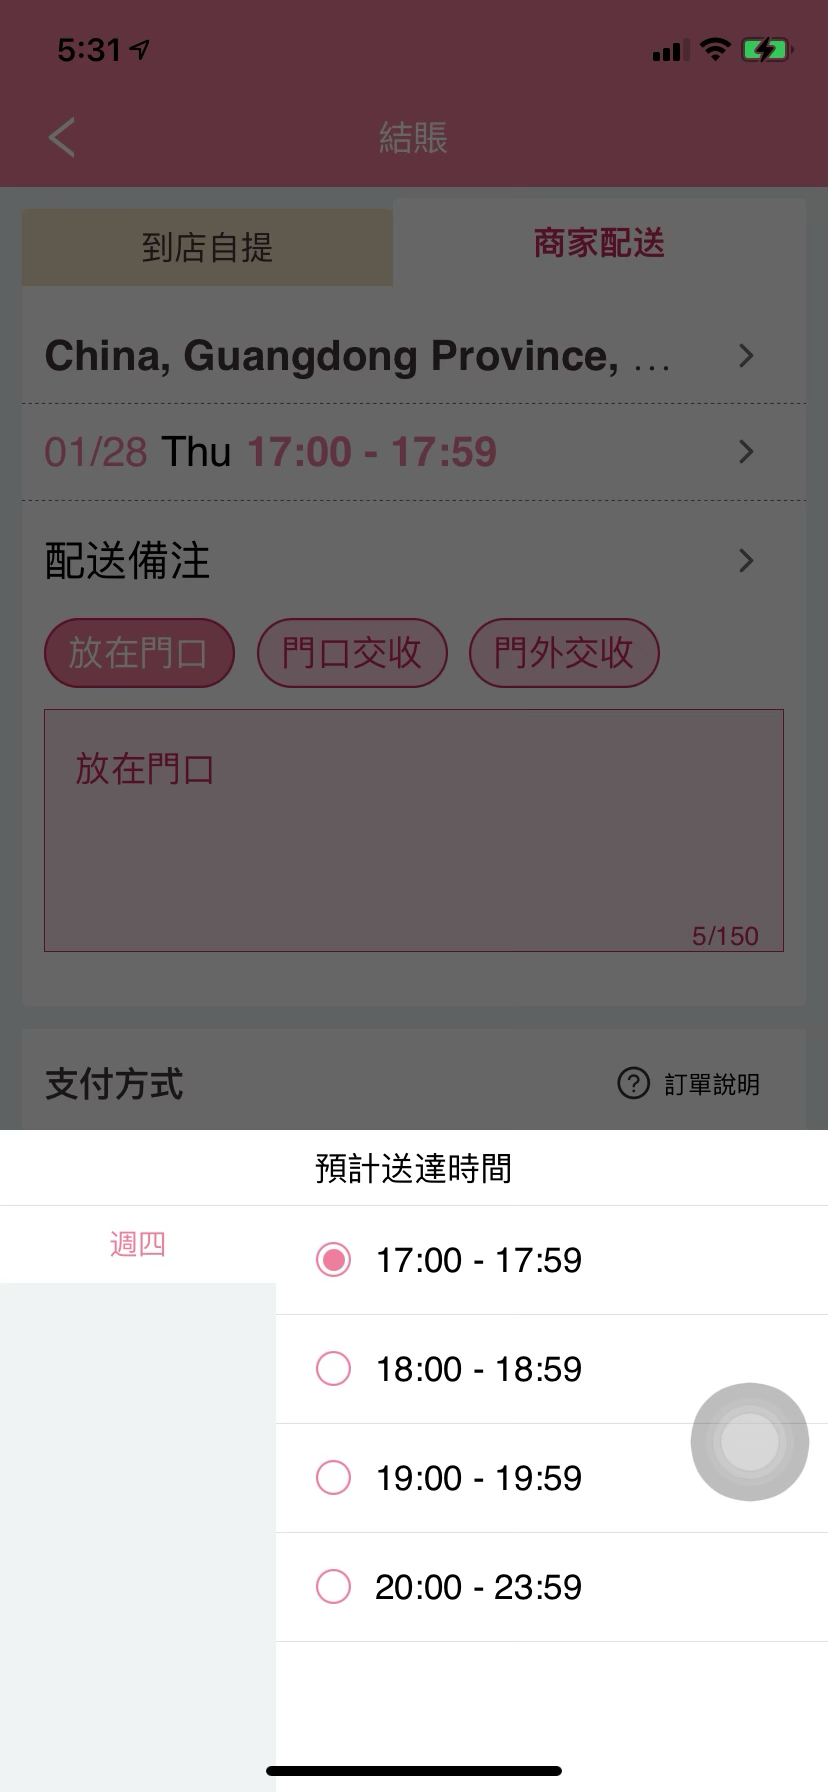 5:31
結賬
到店自提
商家配送
China, Guangdong Province, ...
01/28 Thu 17:00 - 17:59
配送備注
放在門口 門口交收 門外交收
放在門口
5/150
支付方式
? 訂單說明
預計送達時間
週四
17:00 - 17:59
18:00 - 18:59
19:00 - 19:59
20:00 - 23:59